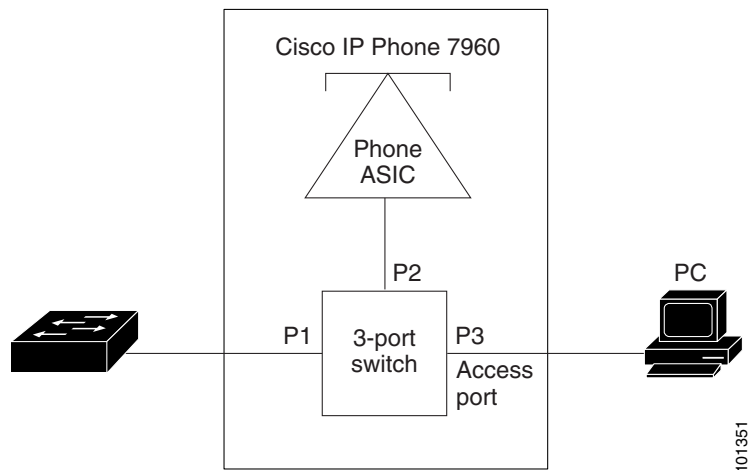 Cisco IP Phone 7960
Phone
ASIC
P2
PC
P1
3-port
switch
P3
Access
port
101351